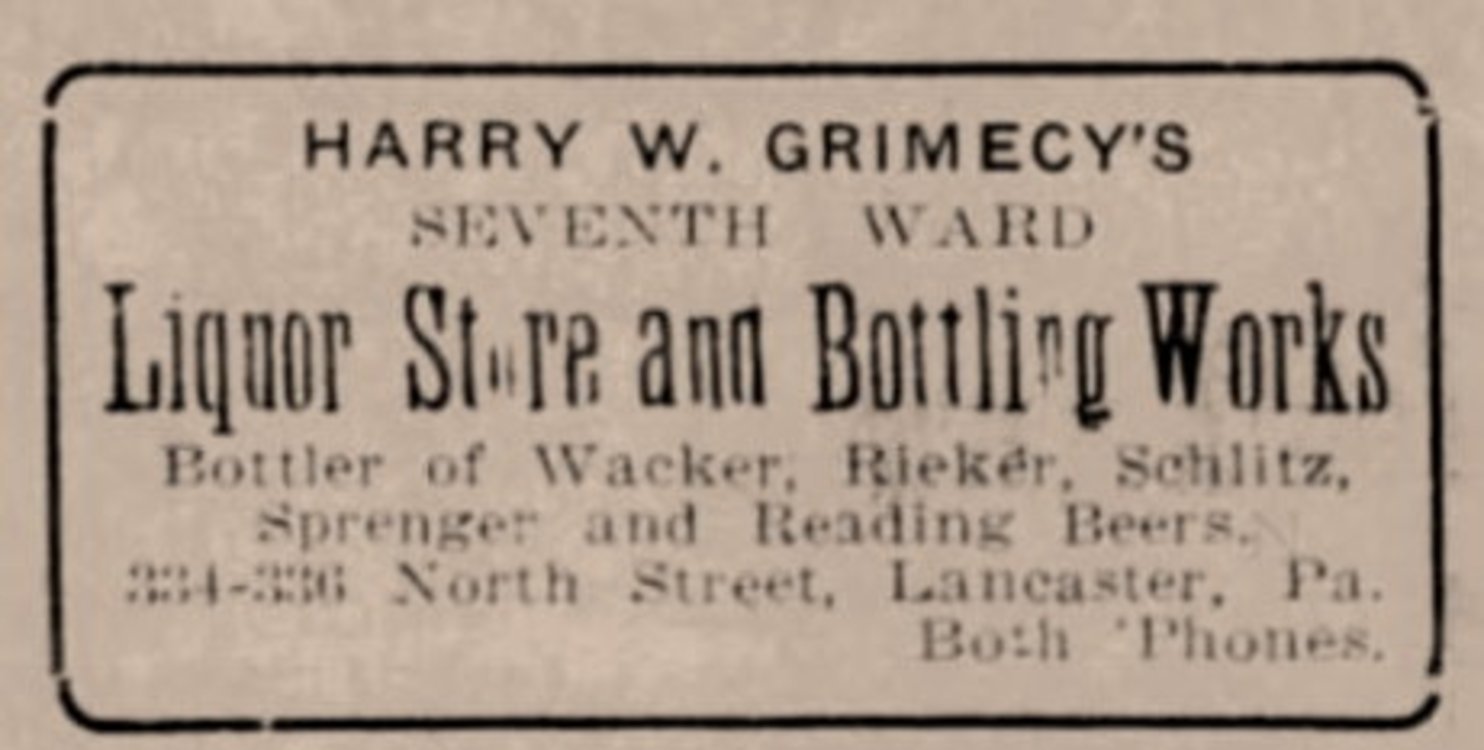 HARRY W. GRIMECY'S
SEVENTH WARD
Liquor Store and Bottling Works
Bottler of Wacker, Rieker, Schlitz,
Sprenger and Reading Beers.
334-336 North Street, Lancaster, Pa.
Both 'Phones.